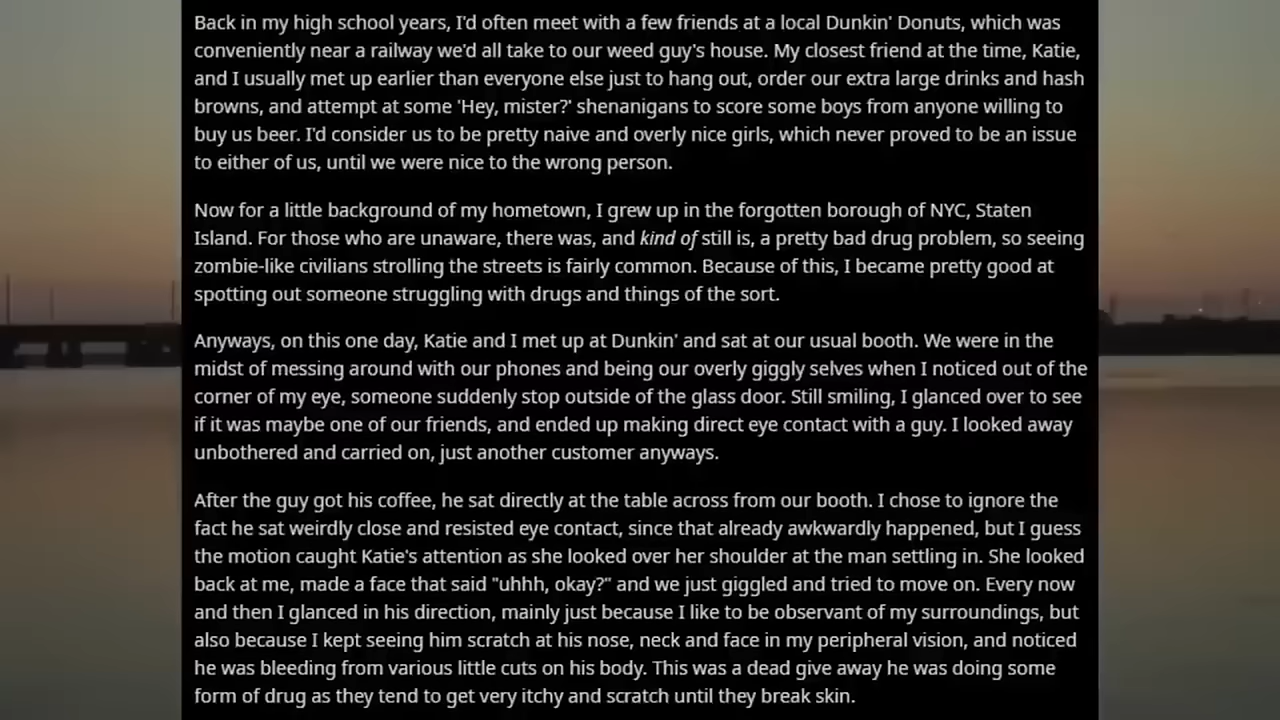 Back in my high school years, I'd often meet with a few friends at a local Dunkin' Donuts, which was
conveniently near a railway we'd all take to our weed guy's house. My closest friend at the time, Katie,
and I usually met up earlier than everyone else just to hang out, order our extra large drinks and hash
browns, and attempt at some 'Hey, mister?' shenanigans to score some boys from anyone willing to
buy us beer. I'd consider us to be pretty naive and overly nice girls, which never proved to be an issue
to either of us, until we were nice to the wrong person.
Now for a little background of my hometown, I grew up in the forgotten borough of NYC, Staten
Island. For those who are unaware, there was, and kind of still is, a pretty bad drug problem, so seeing
zombie-like civilians strolling the streets is fairly common. Because of this, I became pretty good at
spotting out someone struggling with drugs and things of the sort.
Anyways, on this one day, Katie and I met up at Dunkin' and sat at our usual booth. We were in the
midst of messing around with our phones and being our overly giggly selves when I noticed out of the
corner of my eye, someone suddenly stop outside of the glass door. Still smiling, I glanced over to see
if it was maybe one of our friends, and ended up making direct eye contact with a guy. I looked away
unbothered and carried on, just another customer anyways.
After the guy got his coffee, he sat directly at the table across from our booth. I chose to ignore the
fact he sat weirdly close and resisted eye contact, since that already awkwardly happened, but I guess
the motion caught Katie's attention as she looked over her shoulder at the man settling in. She looked
back at me, made a face that said "uhhh, okay?" and we just giggled and tried to move on. Every now
and then I glanced in his direction, mainly just because I like to be observant of my surroundings, but
also because I kept seeing him scratch at his nose, neck and face in my peripheral vision, and noticed
he was bleeding from various little cuts on his body. This was a dead give away he was doing some
form of drug as they tend to get very itchy and scratch until they break skin.